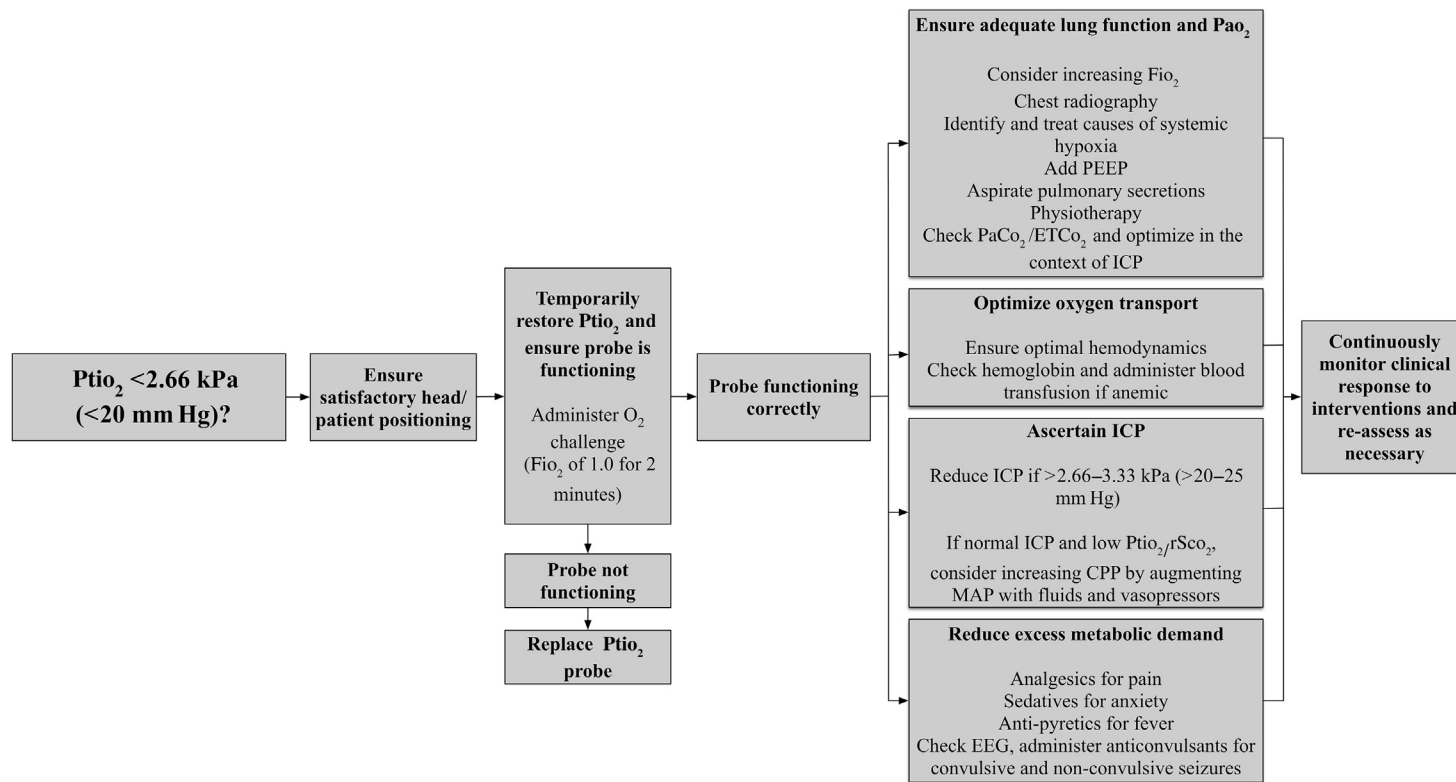 Ptio₂ <2.66 kPa
(<20 mm Hg)?
Ensure
satisfactory head/
patient positioning
Temporarily
restore Ptio₂ and
ensure probe is
functioning
Administer O₂
challenge
(Fio₂ of 1.0 for 2
minutes)
Probe not
functioning
Replace Ptio₂
probe
Probe functioning
correctly
Ensure adequate lung function and Pao₂
Consider increasing Fio₂
Chest radiography
Identify and treat causes of systemic
hypoxia
Add PEEP
Aspirate pulmonary secretions
Physiotherapy
Check PaCo₂/ETCo₂ and optimize in the
context of ICP
Optimize oxygen transport
Ensure optimal hemodynamics
Check hemoglobin and administer blood
transfusion if anemic
Ascertain ICP
Reduce ICP if >2.66–3.33 kPa (>20–25
mm Hg)
If normal ICP and low Ptio₂/rSco₂,
consider increasing CPP by augmenting
MAP with fluids and vasopressors
Reduce excess metabolic demand
Analgesics for pain
Sedatives for anxiety
Anti-pyretics for fever
Check EEG, administer anticonvulsants for
convulsive and non-convulsive seizures
Continuously
monitor clinical
response to
interventions and
re-assess as
necessary